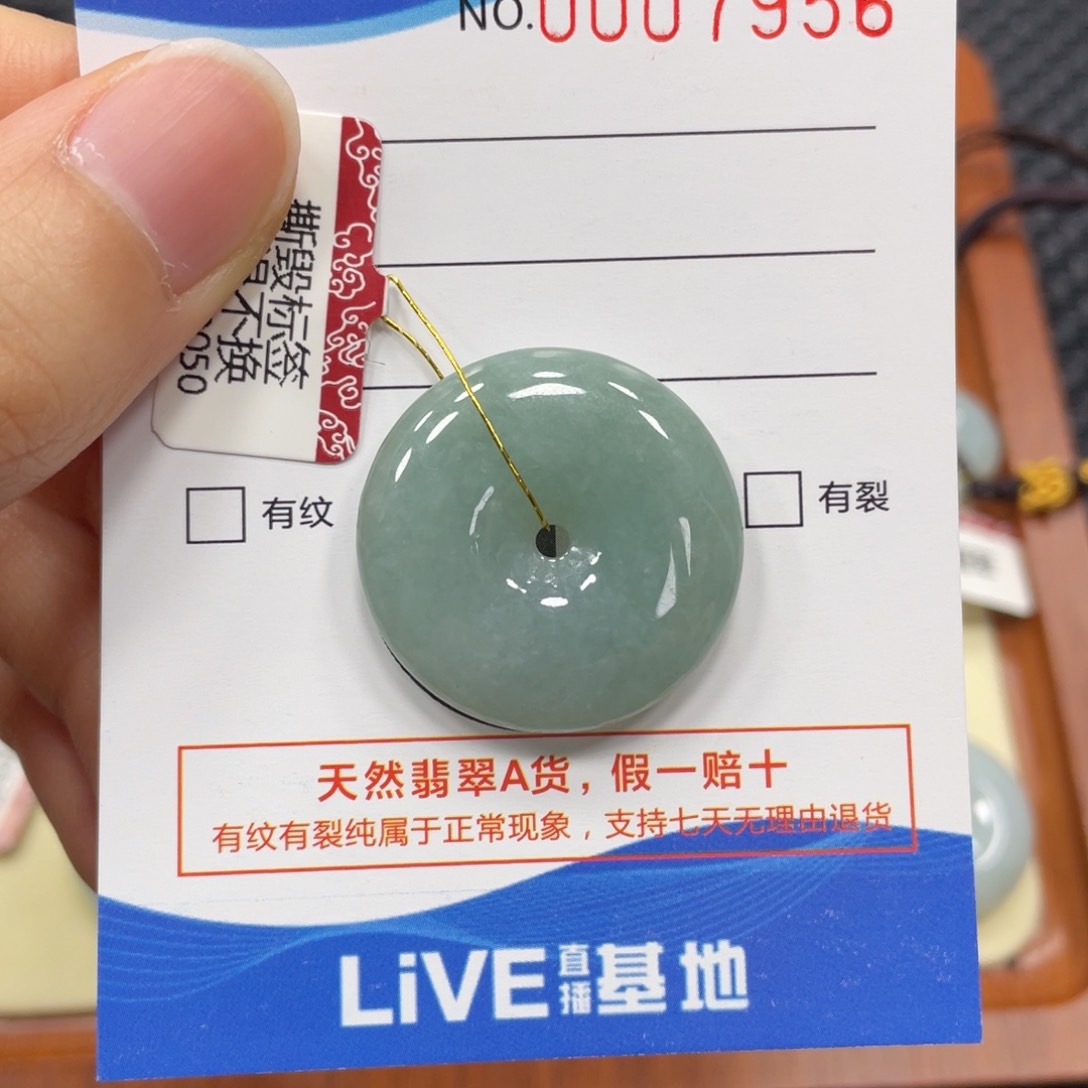 NO.0007956
撕毁标签
不换
050
有纹
有裂
天然翡翠A货，假一赔十
有纹有裂纯属于正常现象，支持七天无理由退货
LiVE直播基地